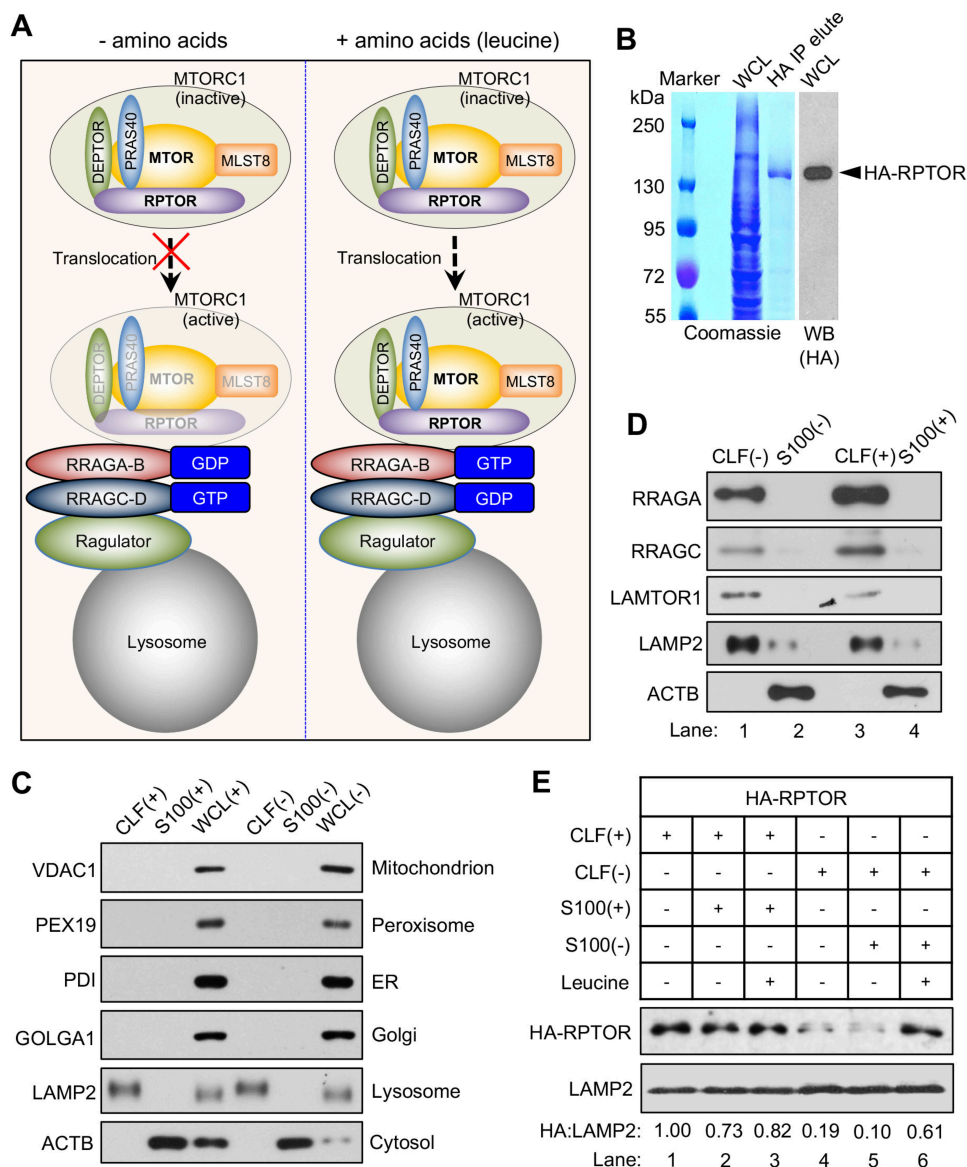 A
- amino acids
+ amino acids (leucine)
MTORC1
(inactive)
DEPTOR
PRAS40
MTOR
MLST8
RPTOR
Translocation
MTORC1
(active)
DEPTOR
PRAS40
MTOR
MLST8
RPTOR
RRAGA-B
GDP
RRAGC-D
GTP
Ragulator
Lysosome
MTORC1
(inactive)
DEPTOR
PRAS40
MTOR
MLST8
RPTOR
Translocation
MTORC1
(active)
DEPTOR
PRAS40
MTOR
MLST8
RPTOR
RRAGA-B
GTP
RRAGC-D
GDP
Ragulator
Lysosome
B
Marker
WCL
HA IP elute
WCL
kDa
250
130
95
72
55
HA-RPTOR
Coomassie
WB
(HA)
C
CLF(+)
S100(+)
WCL(+)
CLF(-)
S100(-)
WCL(-)
VDAC1
Mitochondrion
PEX19
Peroxisome
PDI
ER
GOLGA1
Golgi
LAMP2
Lysosome
ACTB
Cytosol
D
CLF(-)
S100(-)
CLF(+)
S100(+)
RRAGA
RRAGC
LAMTOR1
LAMP2
ACTB
Lane: 1 2 3 4
E
HA-RPTOR
CLF(+) + + + - - -
CLF(-) - - - + + +
S100(+) - + + - - -
S100(-) - - - - + +
Leucine - - + - - +
HA-RPTOR
LAMP2
HA:LAMP2: 1.00 0.73 0.82 0.19 0.10 0.61
Lane: 1 2 3 4 5 6